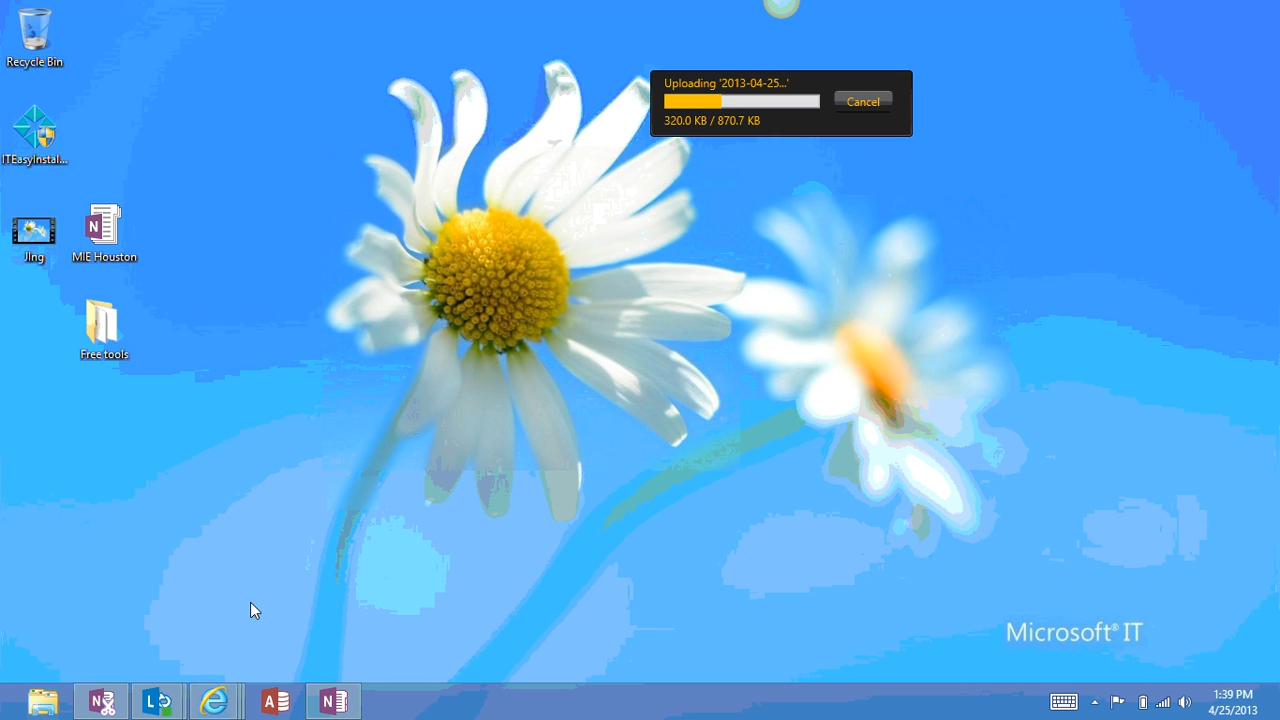 Recycle Bin
Uploading '2013-04-25...'
Cancel
320.0 KB / 870.7 KB
ITEasyInstal...
Jing
MIE Houston
Free tools
Microsoft® IT
1:39 PM
4/25/2013